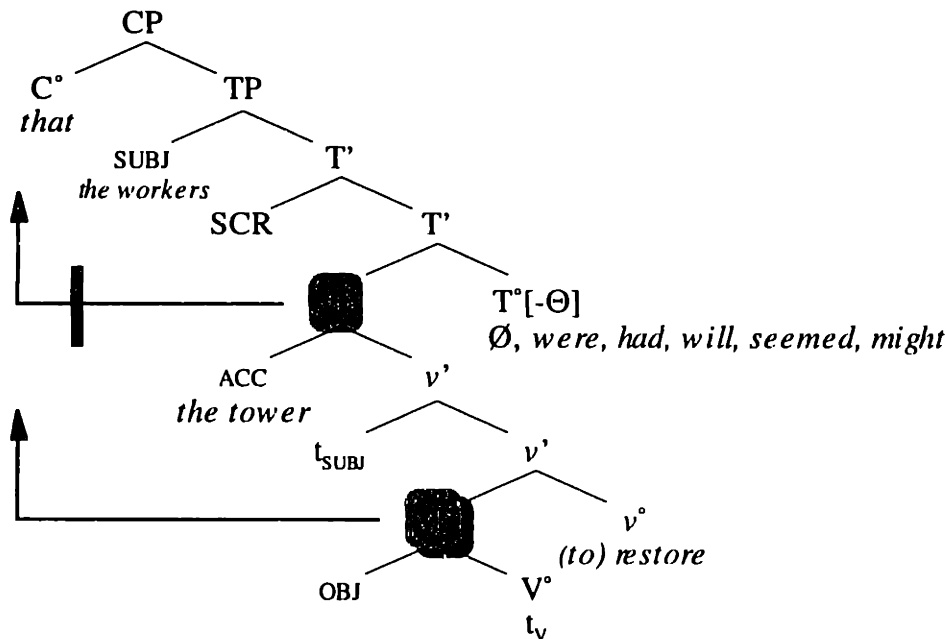 CP
C° TP
that
SUBJ T’
the workers
SCR T’
T°[-Θ]
Ø, were, had, will, seemed, might
ACC v’
the tower
t_SUBJ v’
v°
(to) restore
OBJ V°
t_v